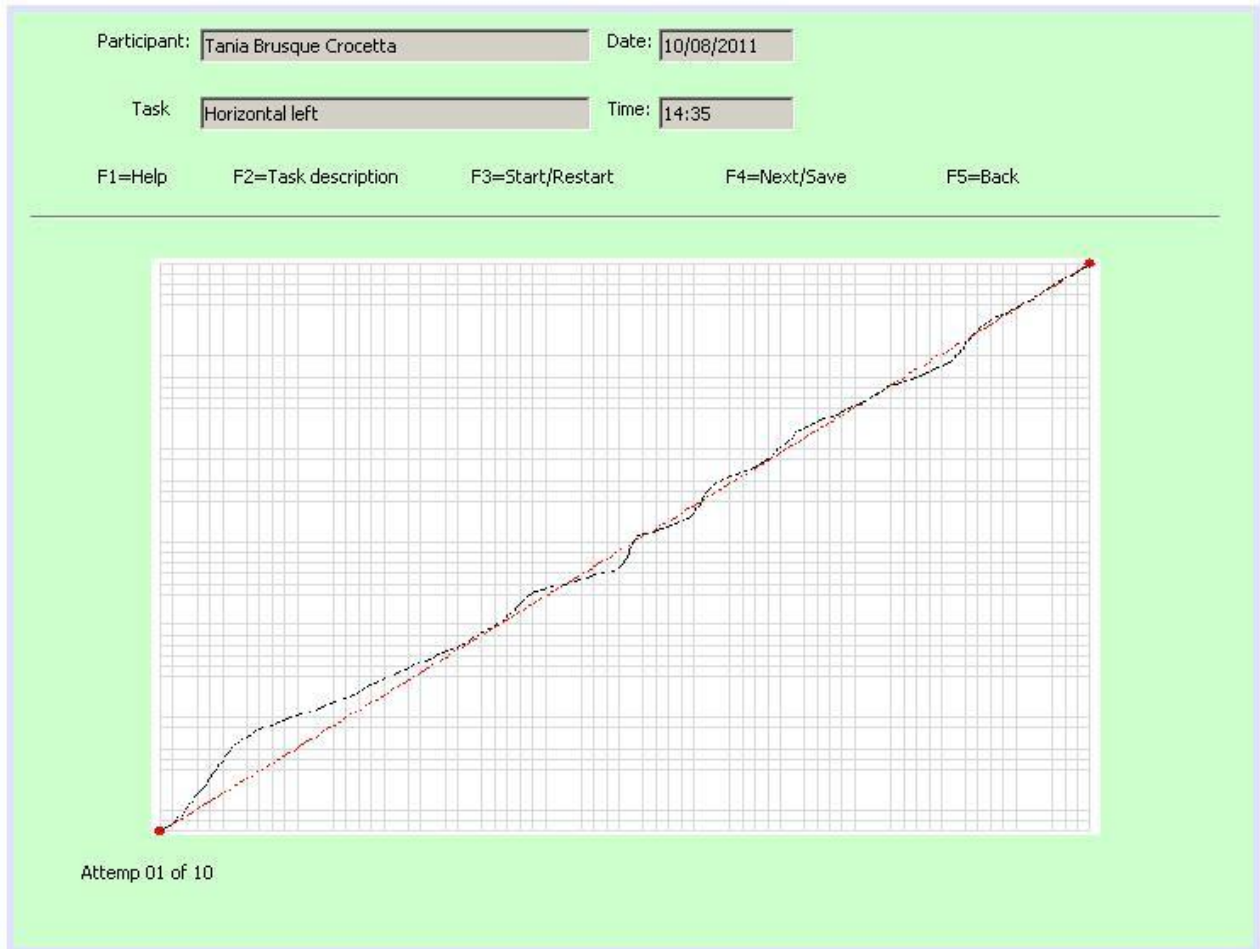 Participant: Tania Brusque Crocetta Date: 10/08/2011
Task Horizontal left Time: 14:35
F1=Help F2=Task description F3=Start/Restart F4=Next/Save F5=Back
Attemp 01 of 10